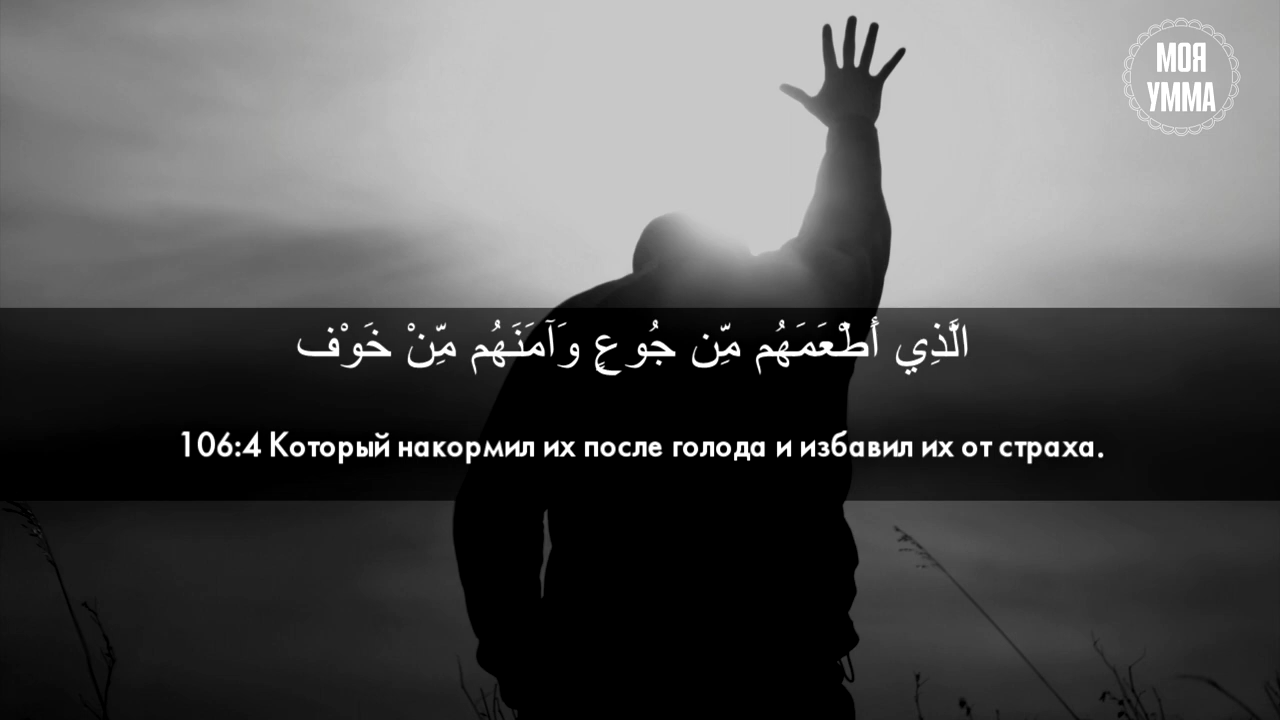 МОЯ
УММА
الَّذِي أَطْعَمَهُم مِّن جُوعٍ وَآمَنَهُم مِّنْ خَوْف
106:4 Который накормил их после голода и избавил их от страха.